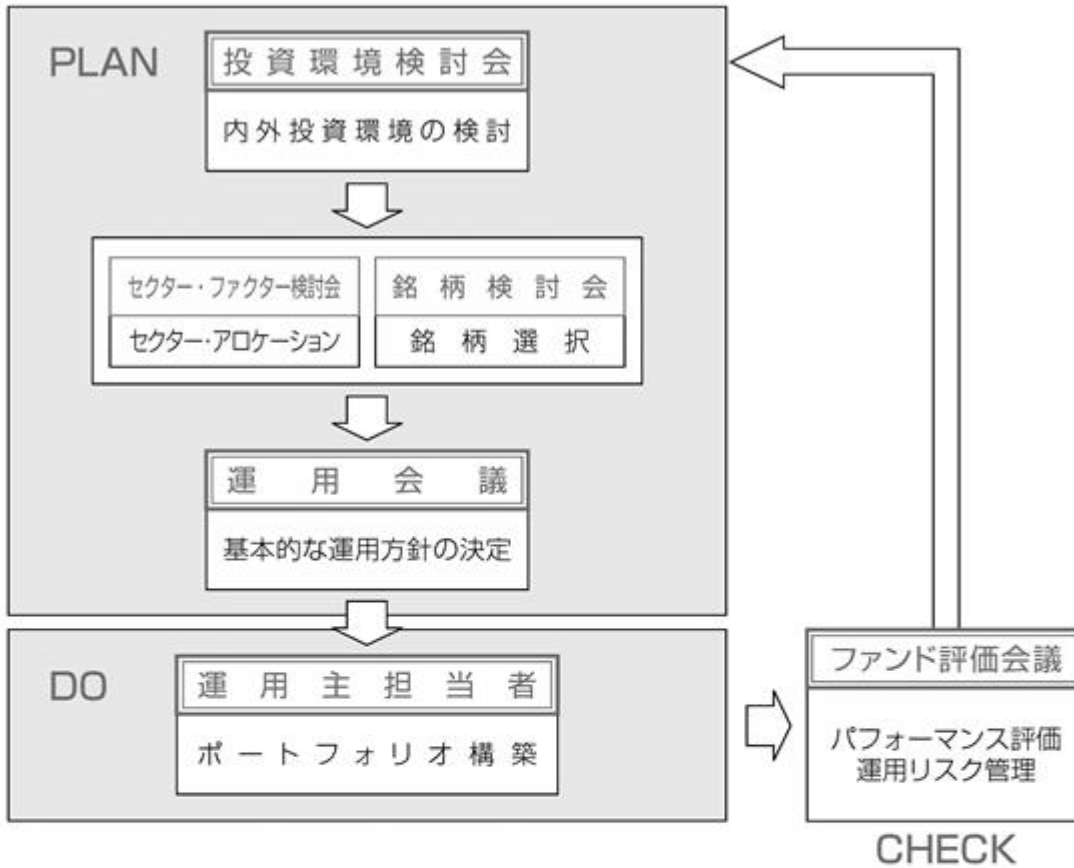 PLAN
投資環境検討会
内外投資環境の検討
セクター・ファクター検討会
セクター・アロケーション
銘柄検討会
銘柄選択
運用会議
基本的な運用方針の決定
DO
運用主担当者
ポートフォリオ構築
ファンド評価会議
パフォーマンス評価
運用リスク管理
CHECK